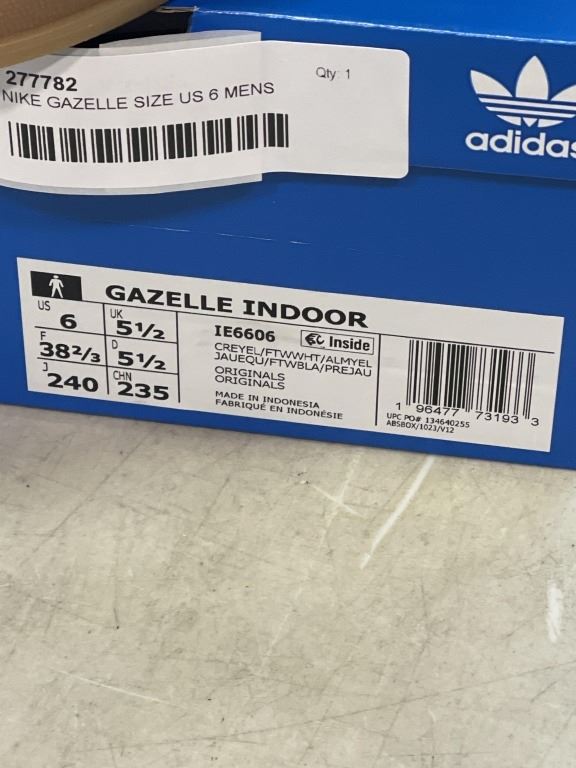 277782
Qty: 1
NIKE GAZELLE SIZE US 6 MENS
adidas
GAZELLE INDOOR
US 6
UK 5½
F 38⅔
D 5½
J 240
CHN 235
IE6606
Inside
CREYEL/FTWWHT/ALMYEL
JAUEQU/FTWBLA/PREJAU
ORIGINALS
ORIGINALS
MADE IN INDONESIA
FABRIQUÉ EN INDONÉSIE
1 96477 73193 3
UPC PO# 134640255
ABSBOX/1023/V12